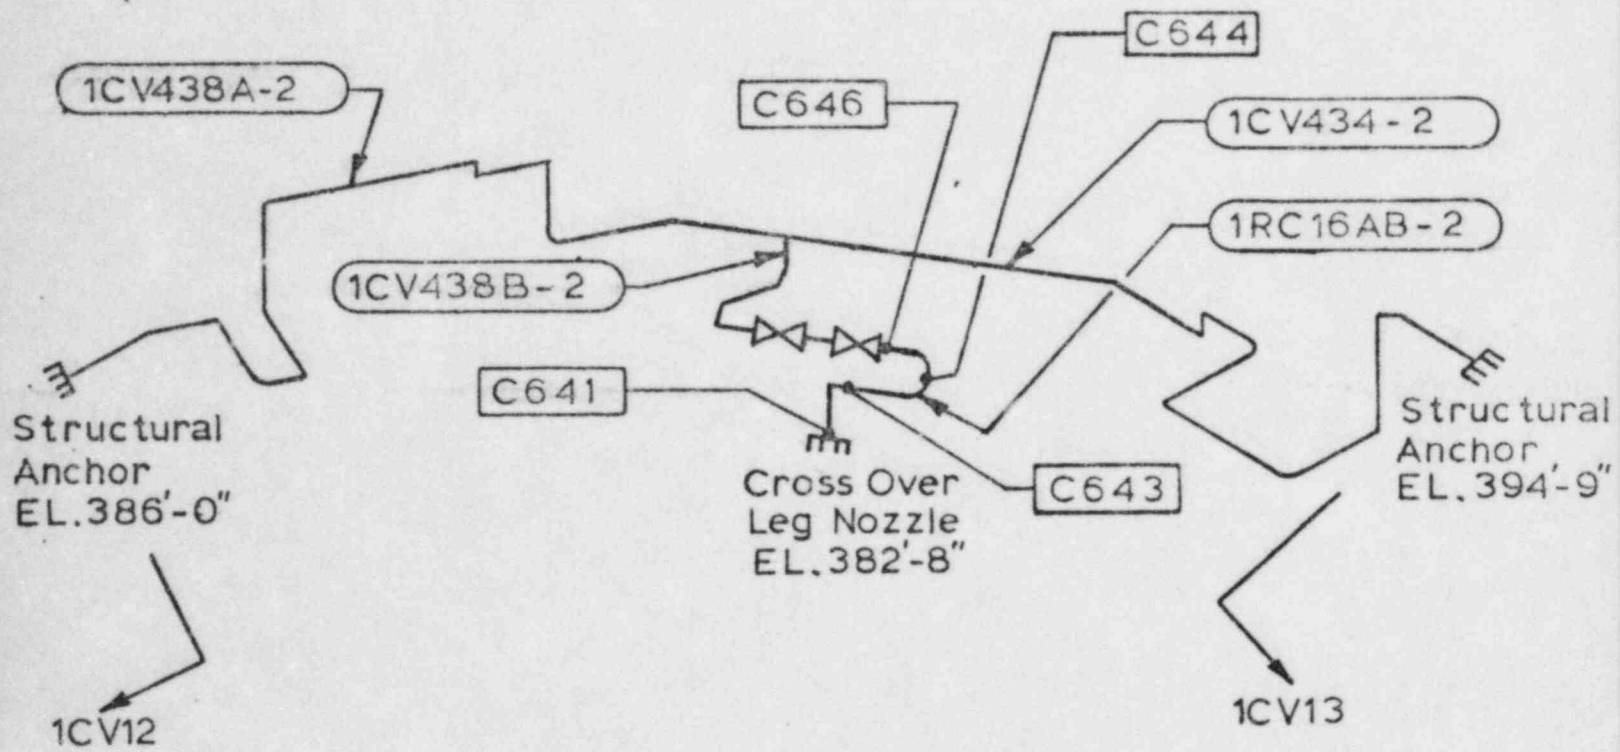 C644
1CV438A-2
C646
1CV434-2
1RC16AB-2
1CV438B-2
C641
Structural
Anchor
EL.386'-0"
Cross Over
Leg Nozzle
EL.382'-8"
C643
Structural
Anchor
EL.394'-9"
1CV12
1CV13